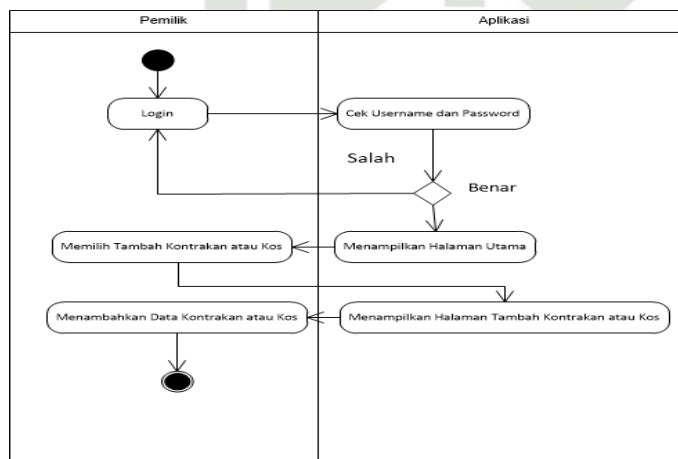 Pemilik
Aplikasi
Login
Cek Username dan Password
Salah
Benar
Memilih Tambah Kontrakan atau Kos
Menampilkan Halaman Utama
Menambahkan Data Kontrakan atau Kos
Menampilkan Halaman Tambah Kontrakan atau Kos